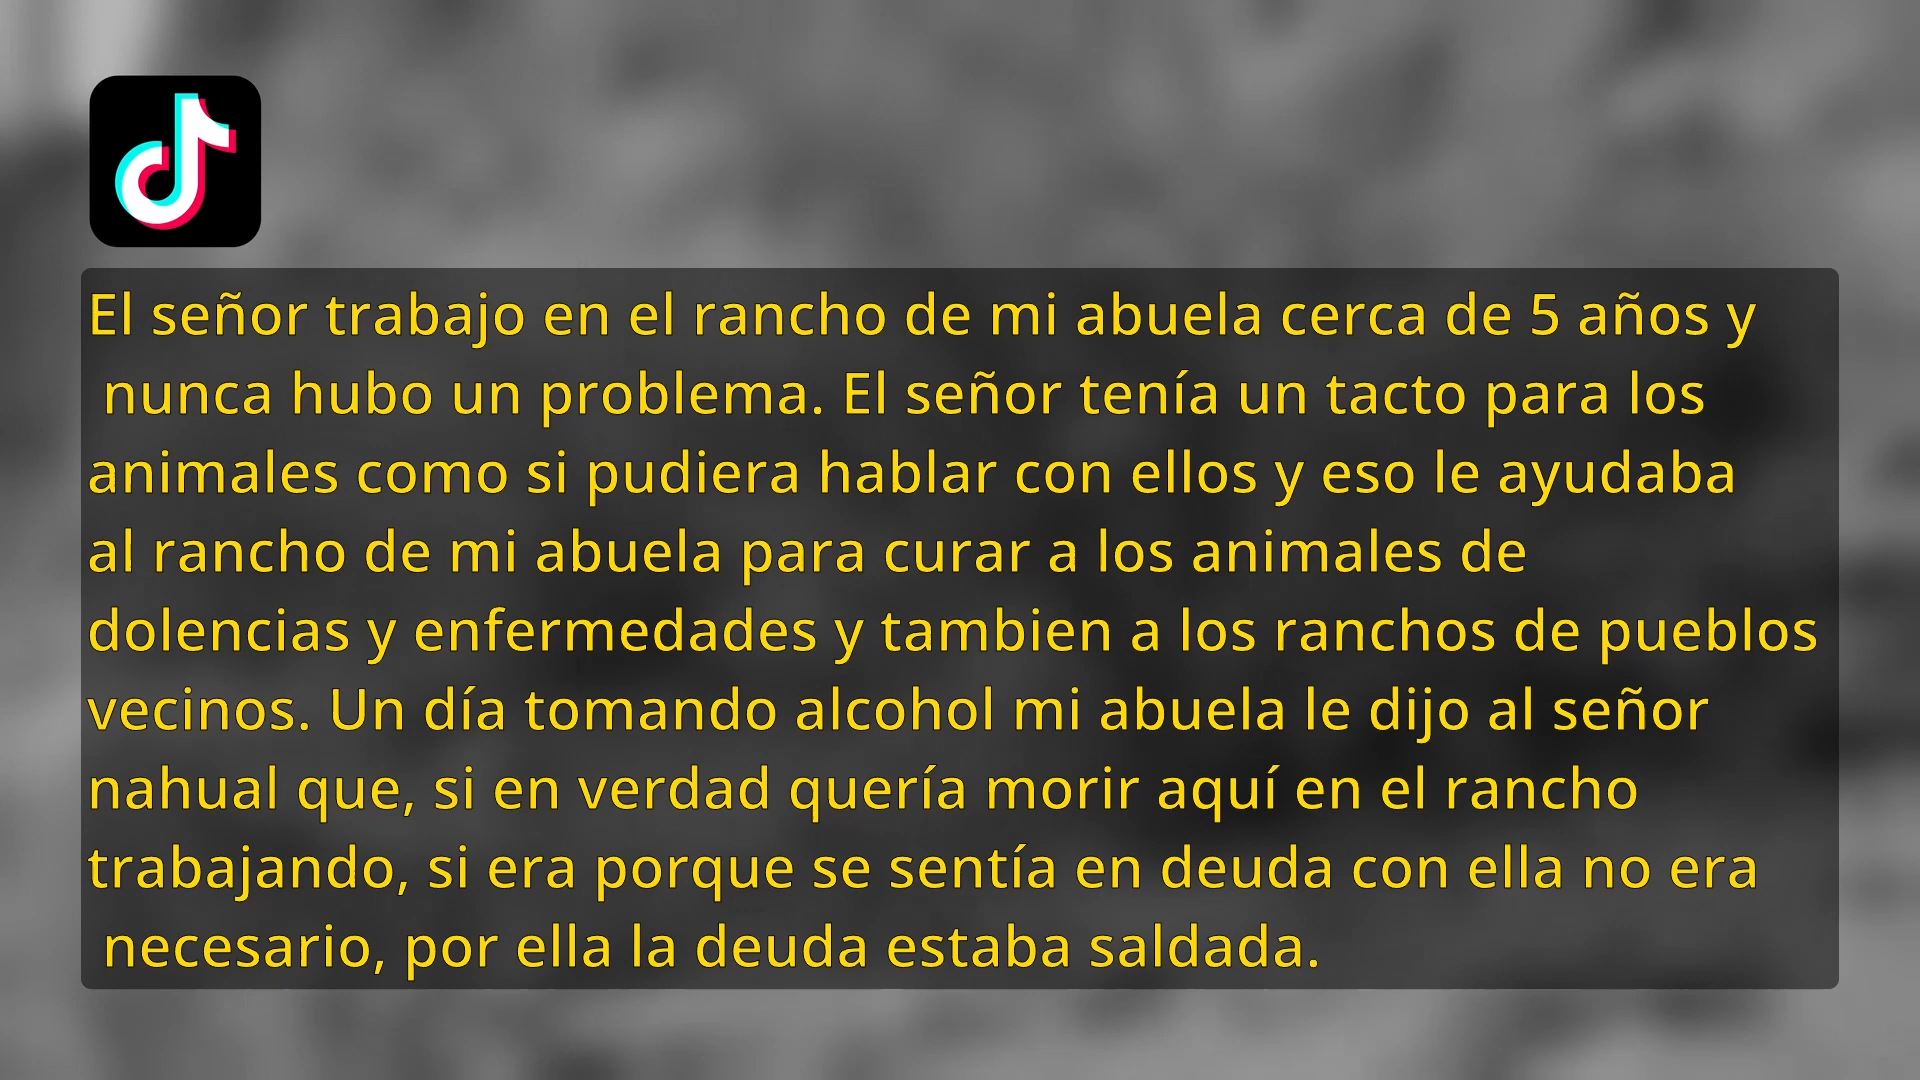 El señor trabajo en el rancho de mi abuela cerca de 5 años y
nunca hubo un problema. El señor tenía un tacto para los
animales como si pudiera hablar con ellos y eso le ayudaba
al rancho de mi abuela para curar a los animales de
dolencias y enfermedades y tambien a los ranchos de pueblos
vecinos. Un día tomando alcohol mi abuela le dijo al señor
nahual que, si en verdad quería morir aquí en el rancho
trabajando, si era porque se sentía en deuda con ella no era
necesario, por ella la deuda estaba saldada.